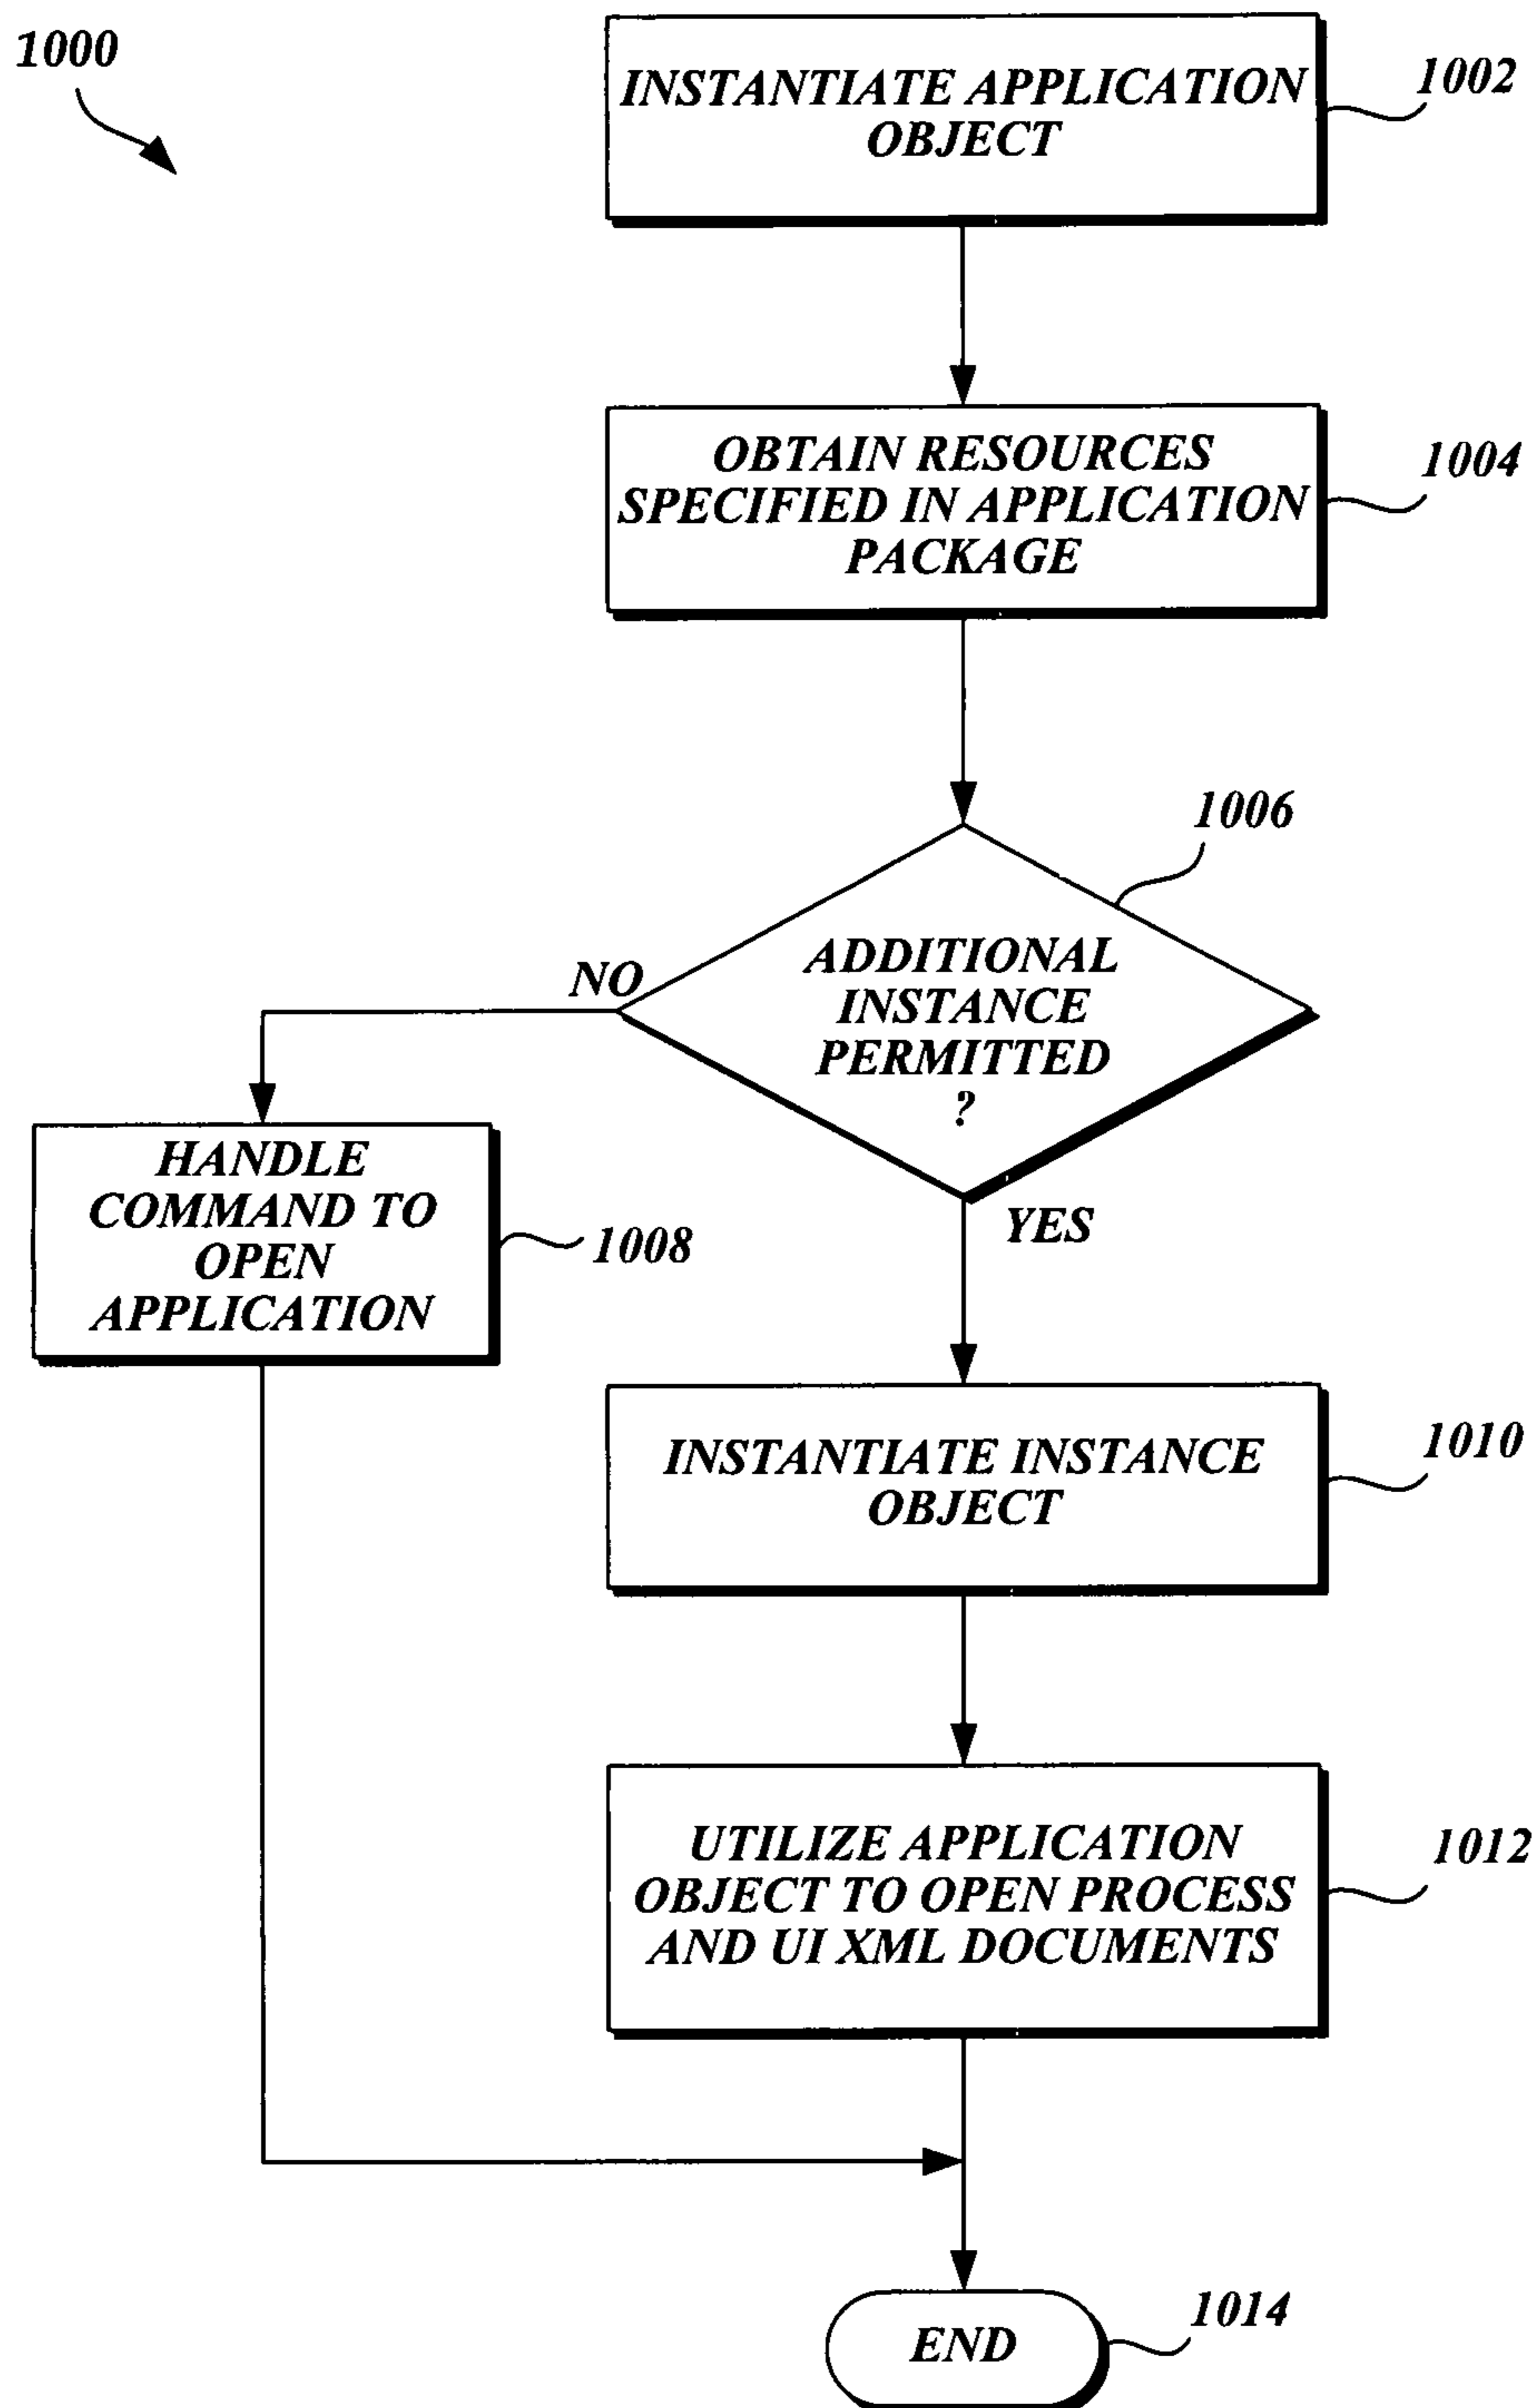 1000
INSTANTIATE APPLICATION
OBJECT
1002
OBTAIN RESOURCES
SPECIFIED IN APPLICATION
PACKAGE
1004
1006
ADDITIONAL
INSTANCE
PERMITTED
?
NO
YES
HANDLE
COMMAND TO
OPEN
APPLICATION
1008
INSTANTIATE INSTANCE
OBJECT
1010
UTILIZE APPLICATION
OBJECT TO OPEN PROCESS
AND UI XML DOCUMENTS
1012
END
1014